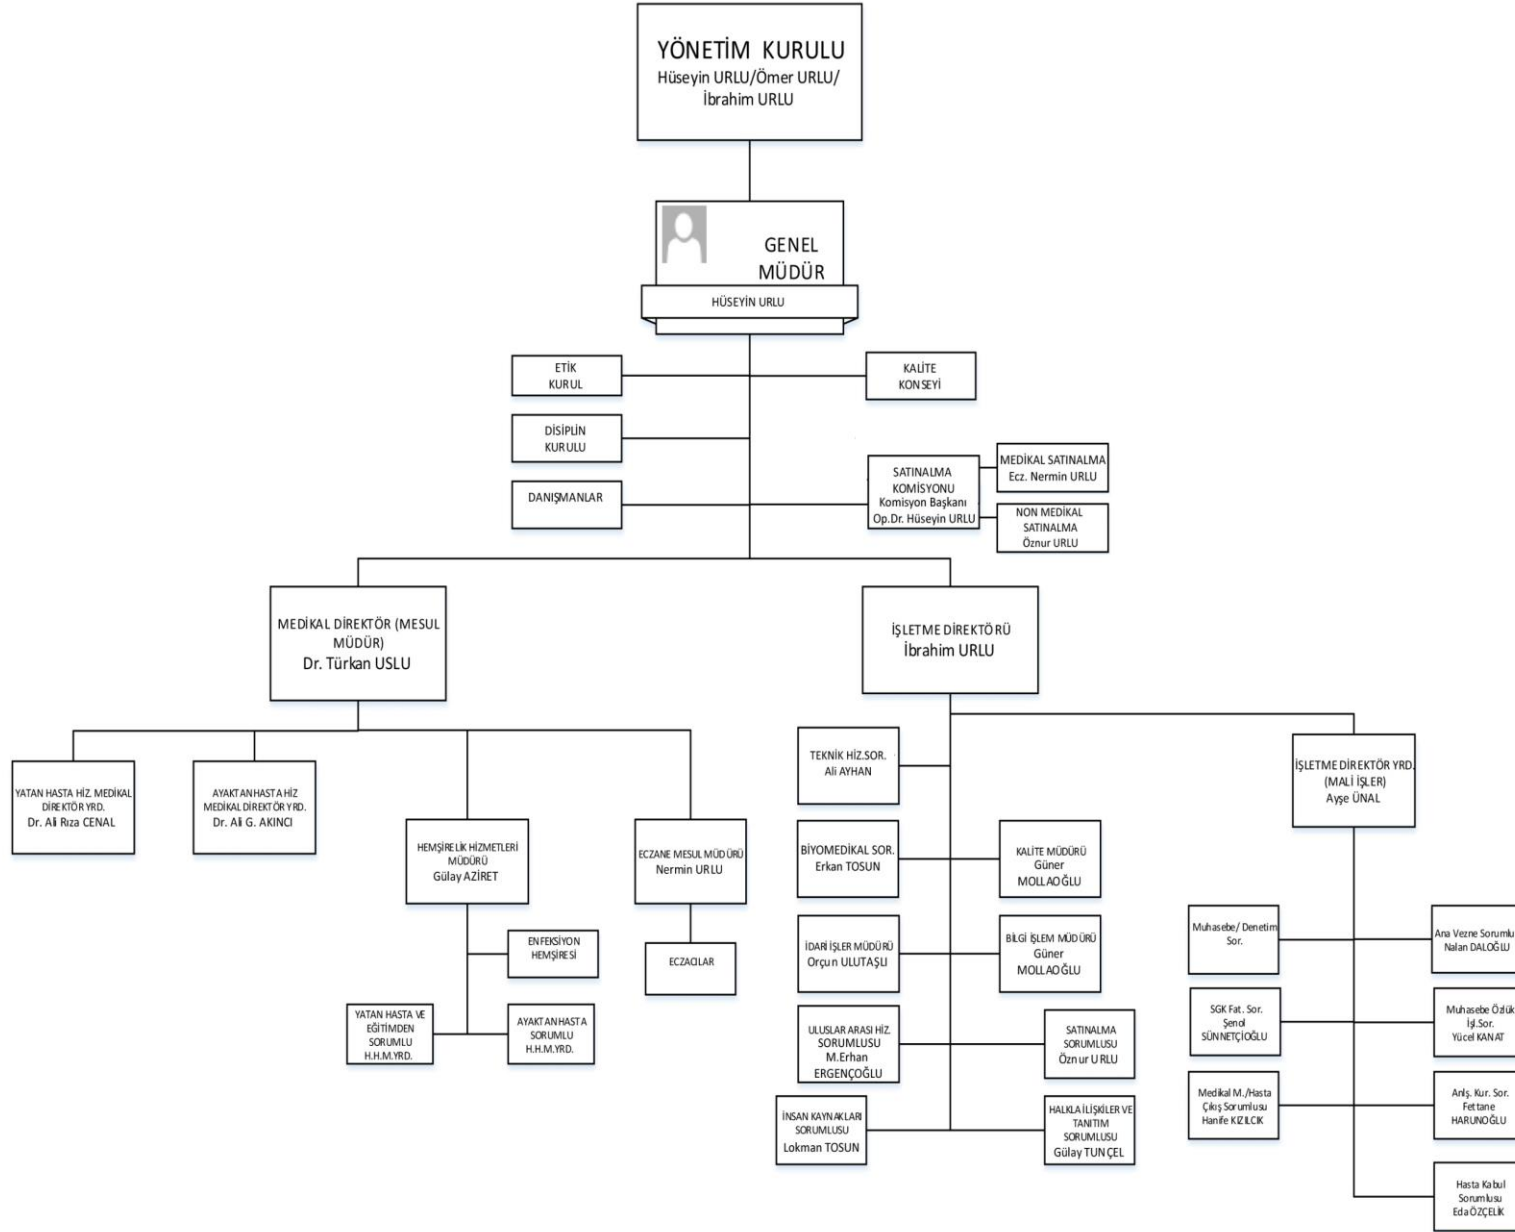 YÖNETİM KURULU
Hüseyin URLU/Ömer URLU/
İbrahim URLU
GENEL
MÜDÜR
HÜSEYİN URLU
ETİK
KURUL
KALİTE
KONSEYİ
DİSİPLİN
KURULU
DANIŞMANLAR
SATINALMA
KOMİSYONU
Komisyon Başkanı
Op.Dr. Hüseyin URLU
MEDİKAL SATINALMA
Ecz. Nermin URLU
NON MEDİKAL
SATINALMA
Öznur URLU
MEDİKAL DİREKTÖR (MESUL
MÜDÜR)
Dr. Türkan USLU
İŞLETME DİREKTÖRÜ
İbrahim URLU
YATAN HASTA HİZ. MEDİKAL
DİREKTÖR YRD.
Dr. Ali Rıza CENAL
AYAKTAN HASTA HİZ
MEDİKAL DİREKTÖR YRD.
Dr. Ali G. AKINCI
HEMŞİRELİK HİZMETLERİ
MÜDÜRÜ
Gülay AZİRET
ECZANE MESUL MÜDÜRÜ
Nermin URLU
ENFEKSİYON
HEMŞİRESİ
ECZACILAR
YATAN HASTA VE
EĞİTİMDEN
SORUMLU
H.H.M.YRD.
AYAKTAN HASTA
SORUMLU
H.H.M.YRD.
TEKNİK HİZ.SOR.
Ali AYHAN
İŞLETME DİREKTÖR YRD.
(MALİ İŞLER)
Ayşe ÜNAL
BİYOMEDİKAL SOR.
Erkan TOSUN
KALİTE MÜDÜRÜ
Güner
MOLLAOĞLU
İDARİ İŞLER MÜDÜRÜ
Orçun ULUTAŞLI
BİLGİ İŞLEM MÜDÜRÜ
Güner
MOLLAOĞLU
ULUSLAR ARASI HİZ.
SORUMLUSU
M.Erhan
ERGENÇOĞLU
SATINALMA
SORUMLUSU
Öznur URLU
İNSAN KAYNAKLARI
SORUMLUSU
Lokman TOSUN
HALKLA İLİŞKİLER VE
TANITIM
SORUMLUSU
Gülay TUNÇEL
Muhasebe/ Denetim
Sor.
Ana Vezne Sorumlu
Nalan DALOĞLU
SGK Fat. Sor.
Şenol
SÜNNETÇİOĞLU
Muhasebe Özlük
İşl.Sor.
Yücel KANAT
Medikal M./Hasta
Çıkış Sorumlusu
Hanife KIZILCIK
Anlş. Kur. Sor.
Fettane
HARUNOĞLU
Hasta Kabul
Sorumlusu
Eda ÖZÇELİK